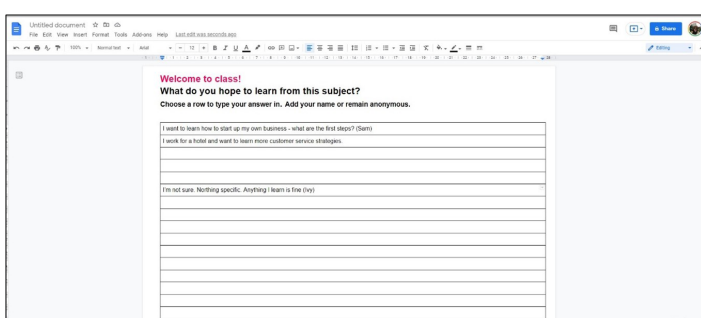 Untitled document
File Edit View Insert Format Tools Add-ons Help Last edit was seconds ago
Share
100% Normal text Arial 12 B I U A
Editing
Welcome to class!
What do you hope to learn from this subject?
Choose a row to type your answer in. Add your name or remain anonymous.
I want to learn how to start up my own business - what are the first steps? (Sam)
I work for a hotel and want to learn more customer service strategies.
I'm not sure. Northing specific. Anything I learn is fine (Ivy)